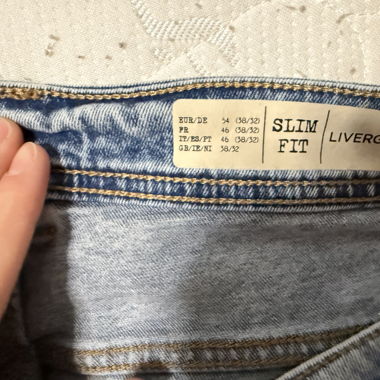 EUR/DE 54 (38/32)
FR 46 (38/32)
IT/ES/PT 46 (38/32)
GB/IE/NI 38/32
SLIM
FIT
LIVERG